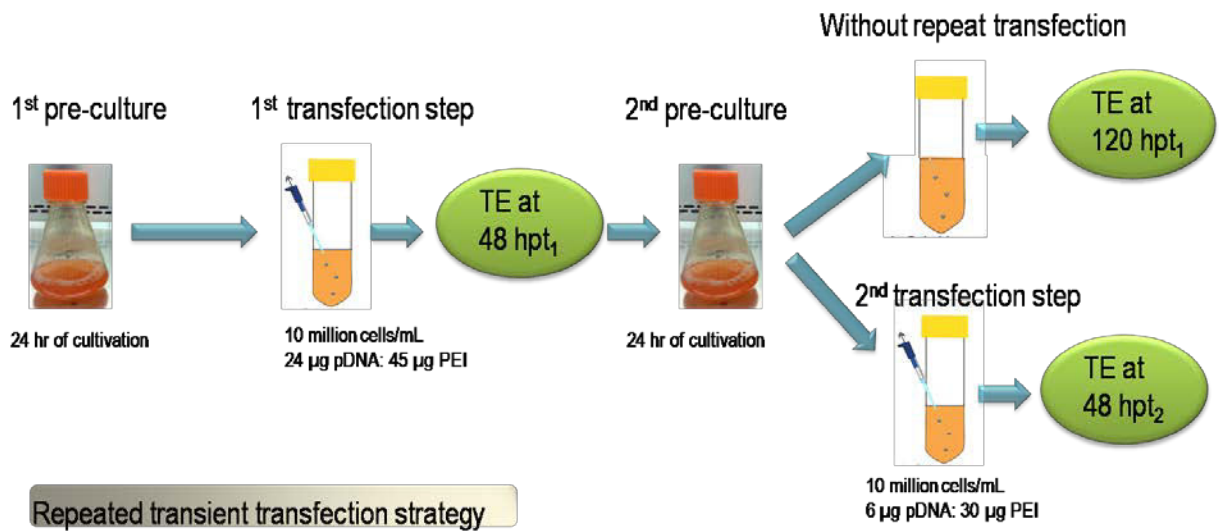 Without repeat transfection
1st pre-culture
1st transfection step
2nd pre-culture
TE at
120 hpt1
TE at
48 hpt1
24 hr of cultivation
10 million cells/mL
24 µg pDNA: 45 µg PEI
24 hr of cultivation
2nd transfection step
TE at
48 hpt2
10 million cells/mL
6 µg pDNA: 30 µg PEI
Repeated transient transfection strategy